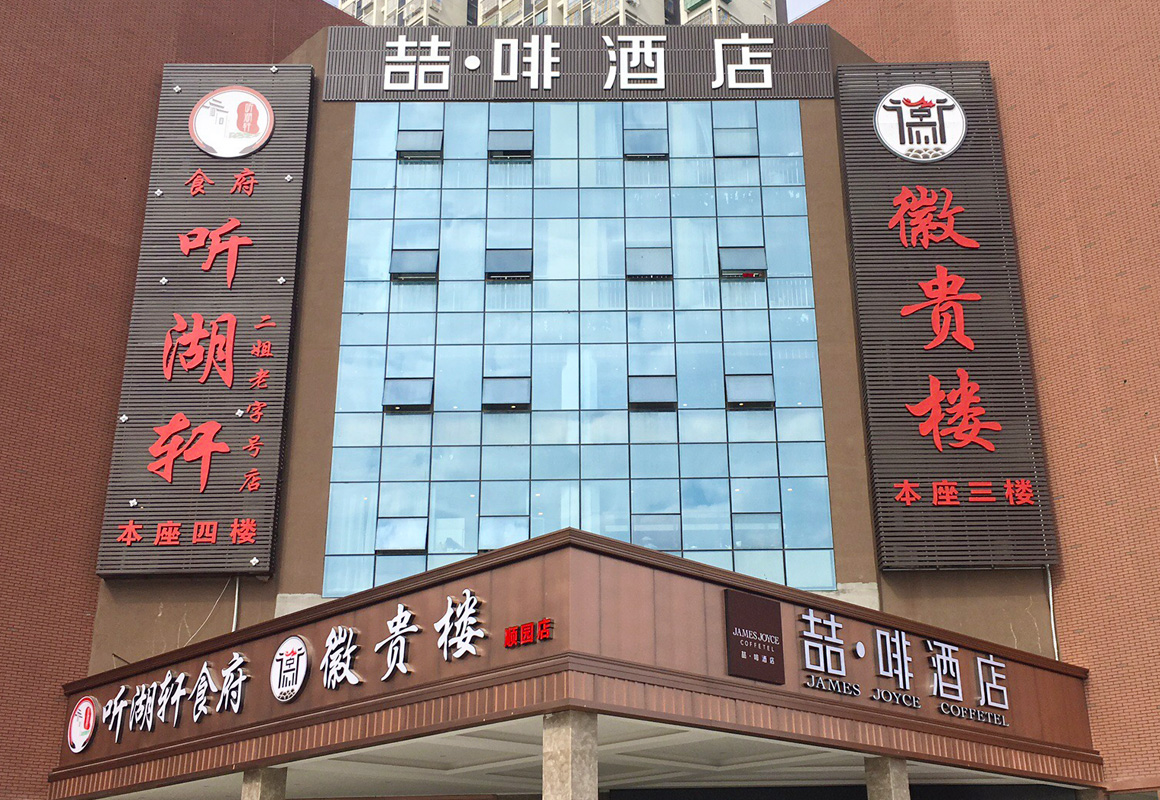 喆·啡 酒店
食府
听湖轩
二姐老字号店
本座四楼
徽贵楼
本座三楼
听湖轩食府
徽贵楼
颐园店
JAMES JOYCE
COFFETEL
喆·啡酒店
喆·啡酒店
JAMES JOYCE COFFETEL